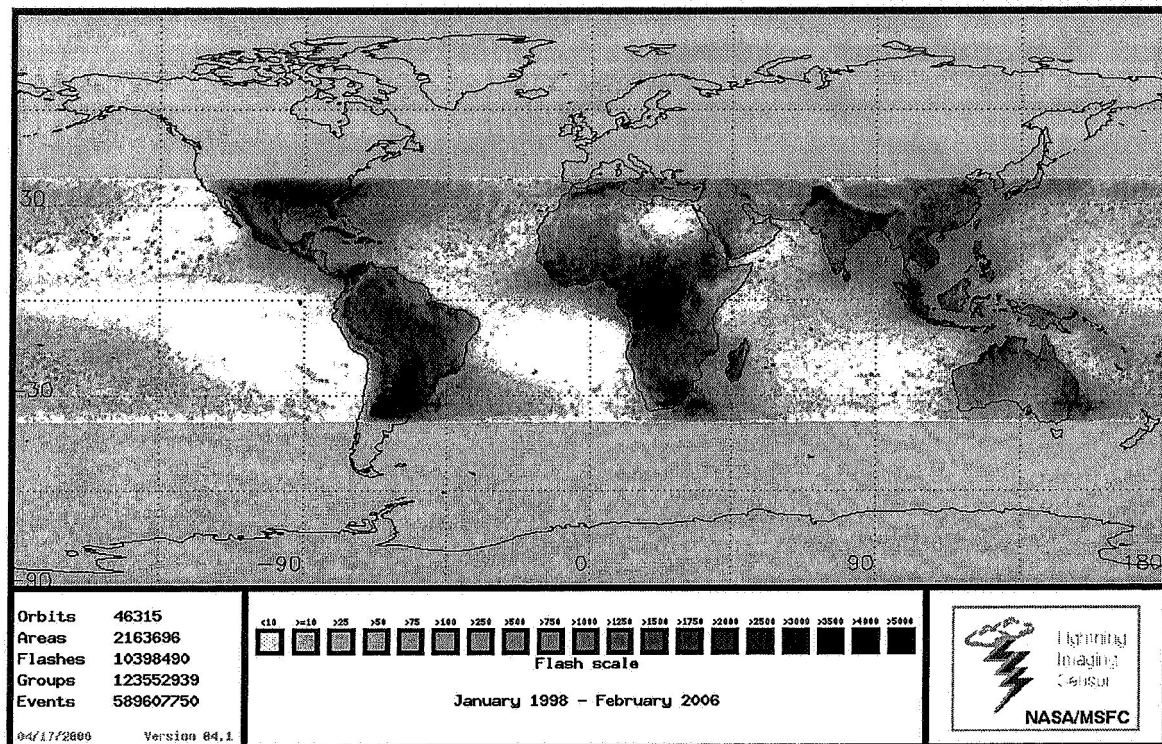 30
-30
-90
-90
0
90
180
Orbits 46315
Areas 2163696
Flashes 10398490
Groups 123552939
Events 589607750
04/17/2006 Version 04.1
<10 >=10 >25 >50 >75 >100 >250 >500 >750 >1000 >1250 >1500 >1750 >2000 >2500 >3000 >3500 >4000 >5000
Flash scale
January 1998 - February 2006
Lightning
Imaging
Sensor
NASA/MSFC